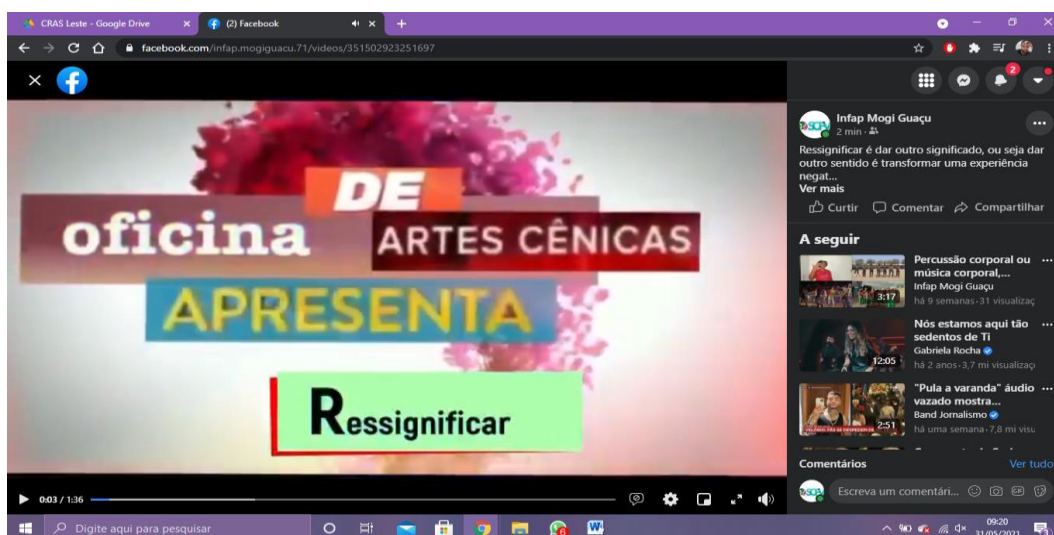 CRAS Leste - Google Drive
(2) Facebook
facebook.com/infap.mogiguacu.71/videos/351502923251697
2
DE
oficina
ARTES CÊNICAS
APRESENTA
Ressignificar
0:03 / 1:36
Infap Mogi Guaçu
2 min
Ressignificar é dar outro significado, ou seja dar
outro sentido é transformar uma experiência
negat...
Ver mais
Curtir Comentar Compartilhar
A seguir
Percussão corporal ou
música corporal,...
Infap Mogi Guaçu
há 9 semanas·31 visualizaç
3:17
Nós estamos aqui tão
sedentos de Ti
Gabriela Rocha
há 2 anos·3,7 mi visualizaç
12:05
"Pula a varanda" áudio
vazado mostra...
Band Jornalismo
há uma semana·7,8 mi visu
2:51
Comentários Ver tudo
Escreva um comentári...
GIF
Digite aqui para pesquisar
09:20
31/05/2021